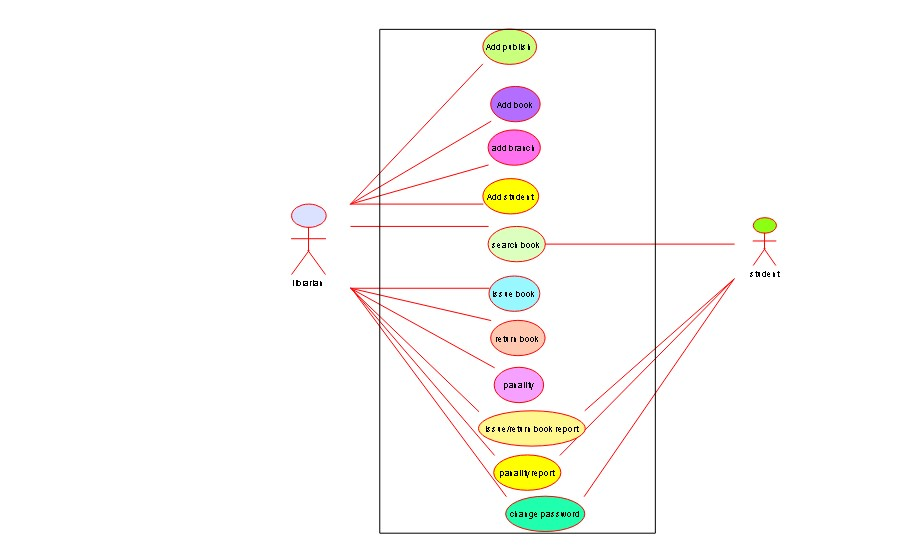 Add publish
Add book
add branch
Add student
search book
librarian
student
issue book
return book
panality
issue/return book report
panality report
change password